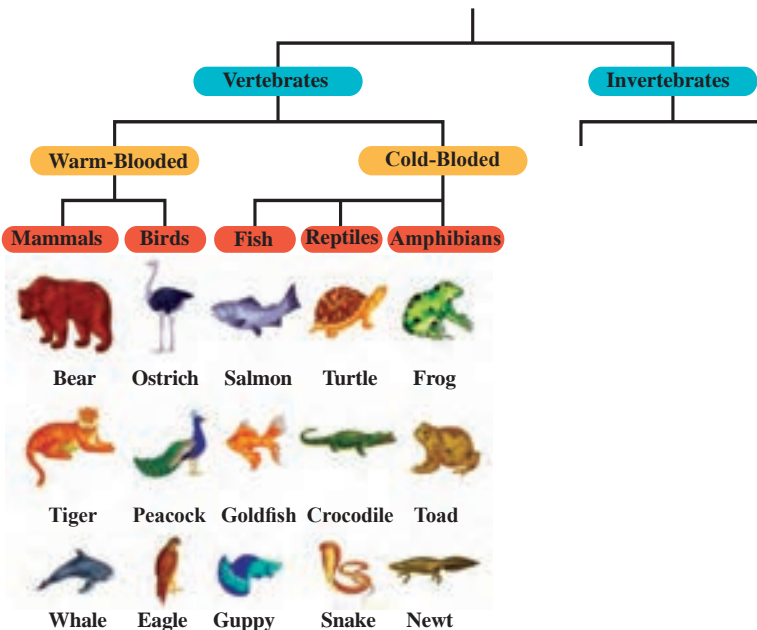 Vertebrates Invertebrates
Warm-Blooded Cold-Bloded
Mammals Birds Fish Reptiles Amphibians
Bear Ostrich Salmon Turtle Frog
Tiger Peacock Goldfish Crocodile Toad
Whale Eagle Guppy Snake Newt